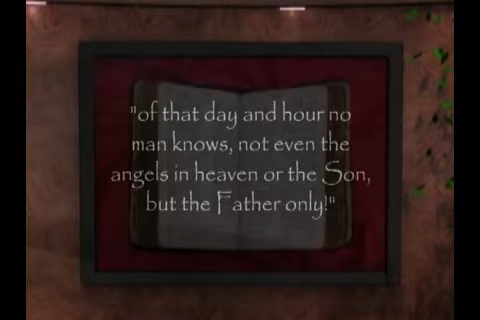 "of that day and hour no
man knows, not even the
angels in heaven or the Son,
but the Father only!"